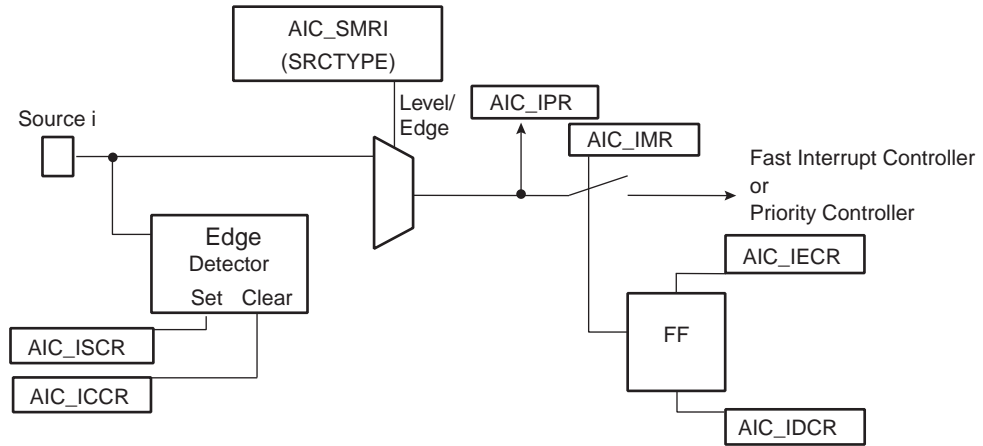 AIC_SMRI
(SRCTYPE)
Source i
Level/
Edge
AIC_IPR
AIC_IMR
Fast Interrupt Controller
or
Priority Controller
Edge
Detector
Set Clear
AIC_ISCR
AIC_ICCR
AIC_IECR
FF
AIC_IDCR